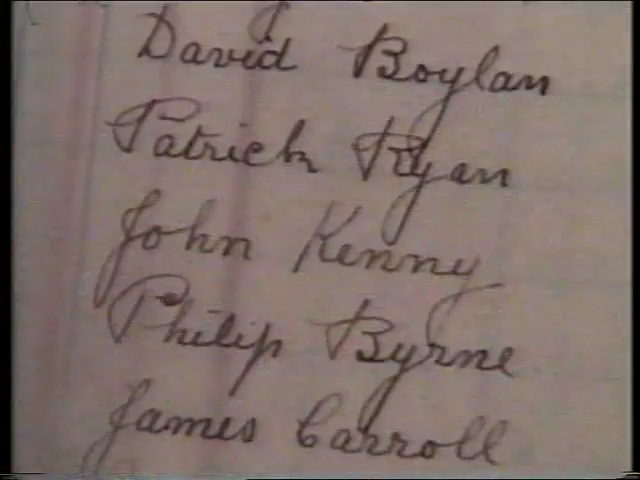 David Boylan
Patrick Ryan
John Kenny
Philip Byrne
James Carroll